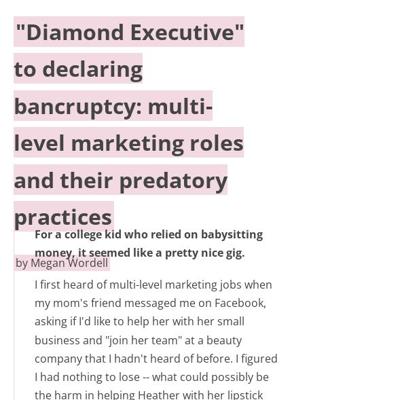 "Diamond Executive"
to declaring
bancruptcy: multi-
level marketing roles
and their predatory
practices
For a college kid who relied on babysitting
money, it seemed like a pretty nice gig.
by Megan Wordell
I first heard of multi-level marketing jobs when
my mom's friend messaged me on Facebook,
asking if I'd like to help her with her small
business and "join her team" at a beauty
company that I hadn't heard of before. I figured
I had nothing to lose -- what could possibly be
the harm in helping Heather with her lipstick